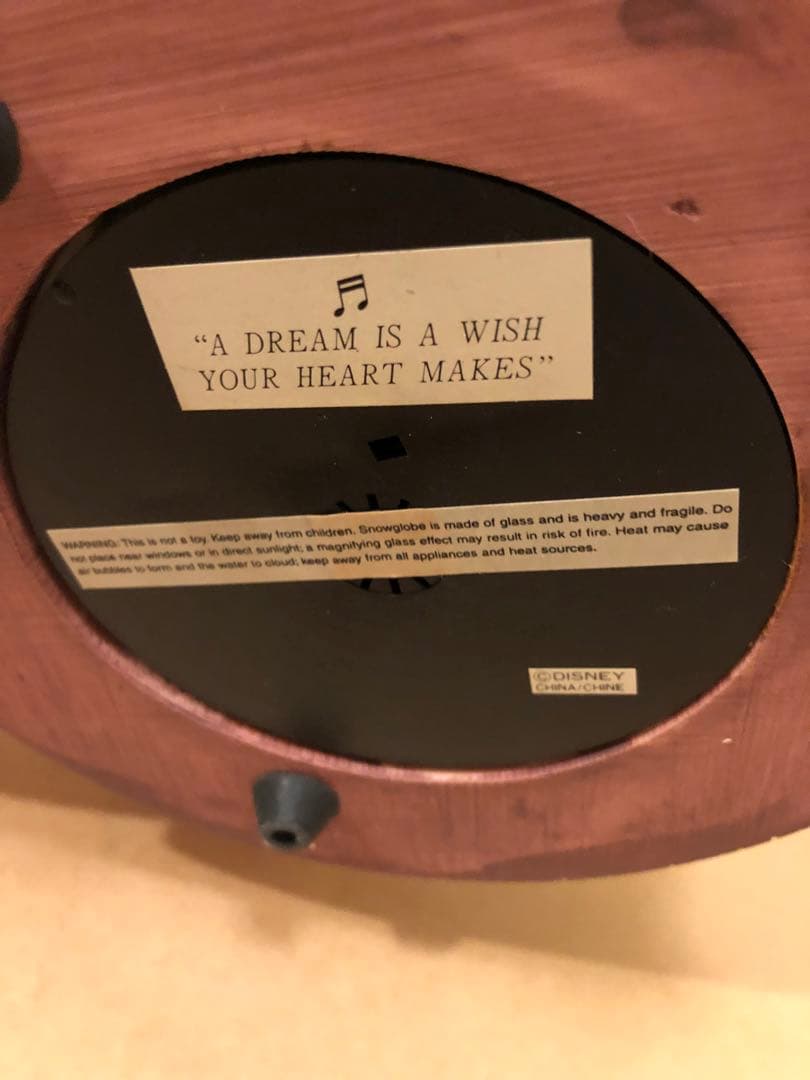 “A DREAM IS A WISH
YOUR HEART MAKES”
WARNING: This is not a toy. Keep away from children. Snowglobe is made of glass and is heavy and fragile. Do
not place near windows or in direct sunlight; a magnifying glass effect may result in risk of fire. Heat may cause
air bubbles to form and the water to cloud; keep away from all appliances and heat sources.
©DISNEY
CHINA/CHINE